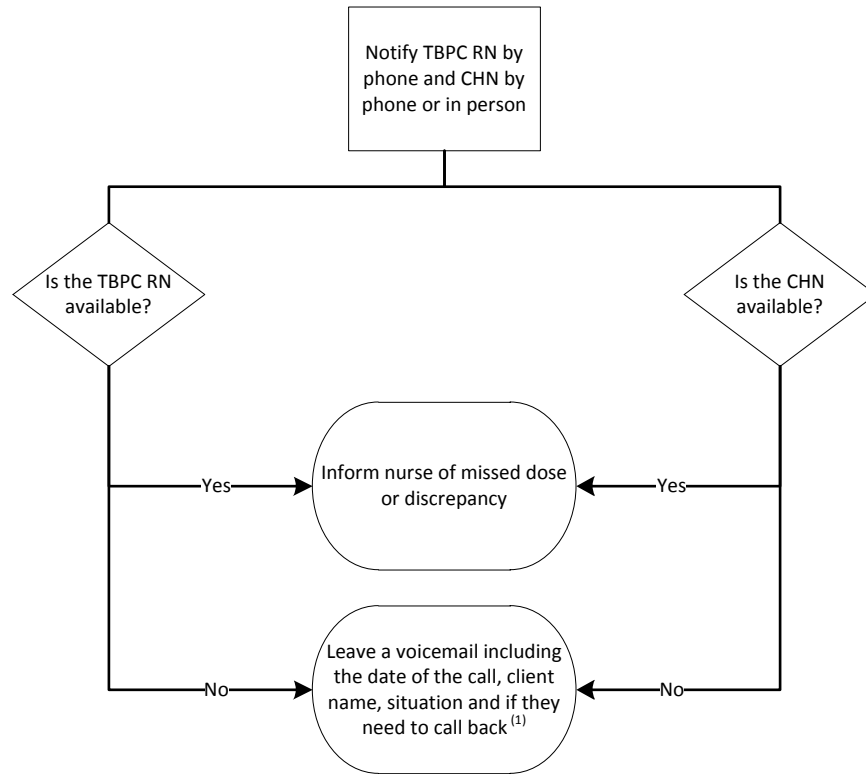 Notify TBPC RN by
phone and CHN by
phone or in person
Is the TBPC RN
available?
Is the CHN
available?
Inform nurse of missed dose
or discrepancy
Yes
Yes
Leave a voicemail including
the date of the call, client
name, situation and if they
need to call back (1)
No
No